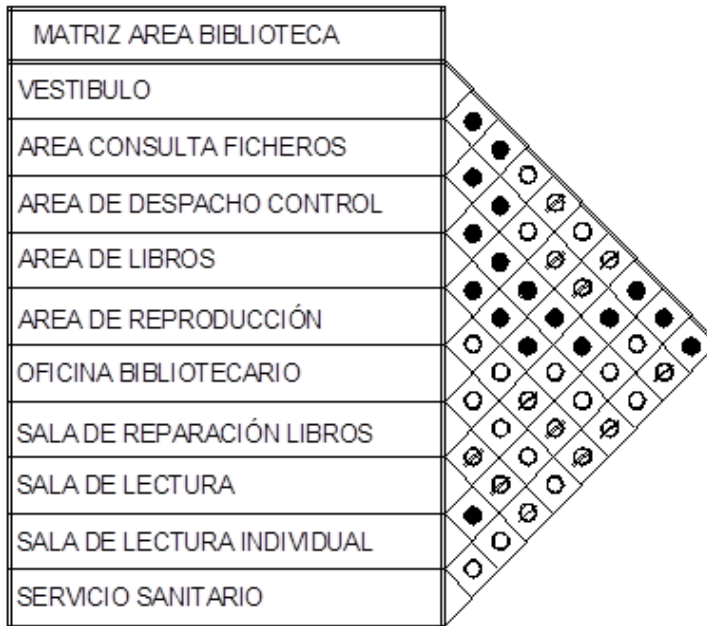 MATRIZ AREA BIBLIOTECA
VESTIBULO
AREA CONSULTA FICHEROS
AREA DE DESPACHO CONTROL
AREA DE LIBROS
AREA DE REPRODUCCIÓN
OFICINA BIBLIOTECARIO
SALA DE REPARACIÓN LIBROS
SALA DE LECTURA
SALA DE LECTURA INDIVIDUAL
SERVICIO SANITARIO